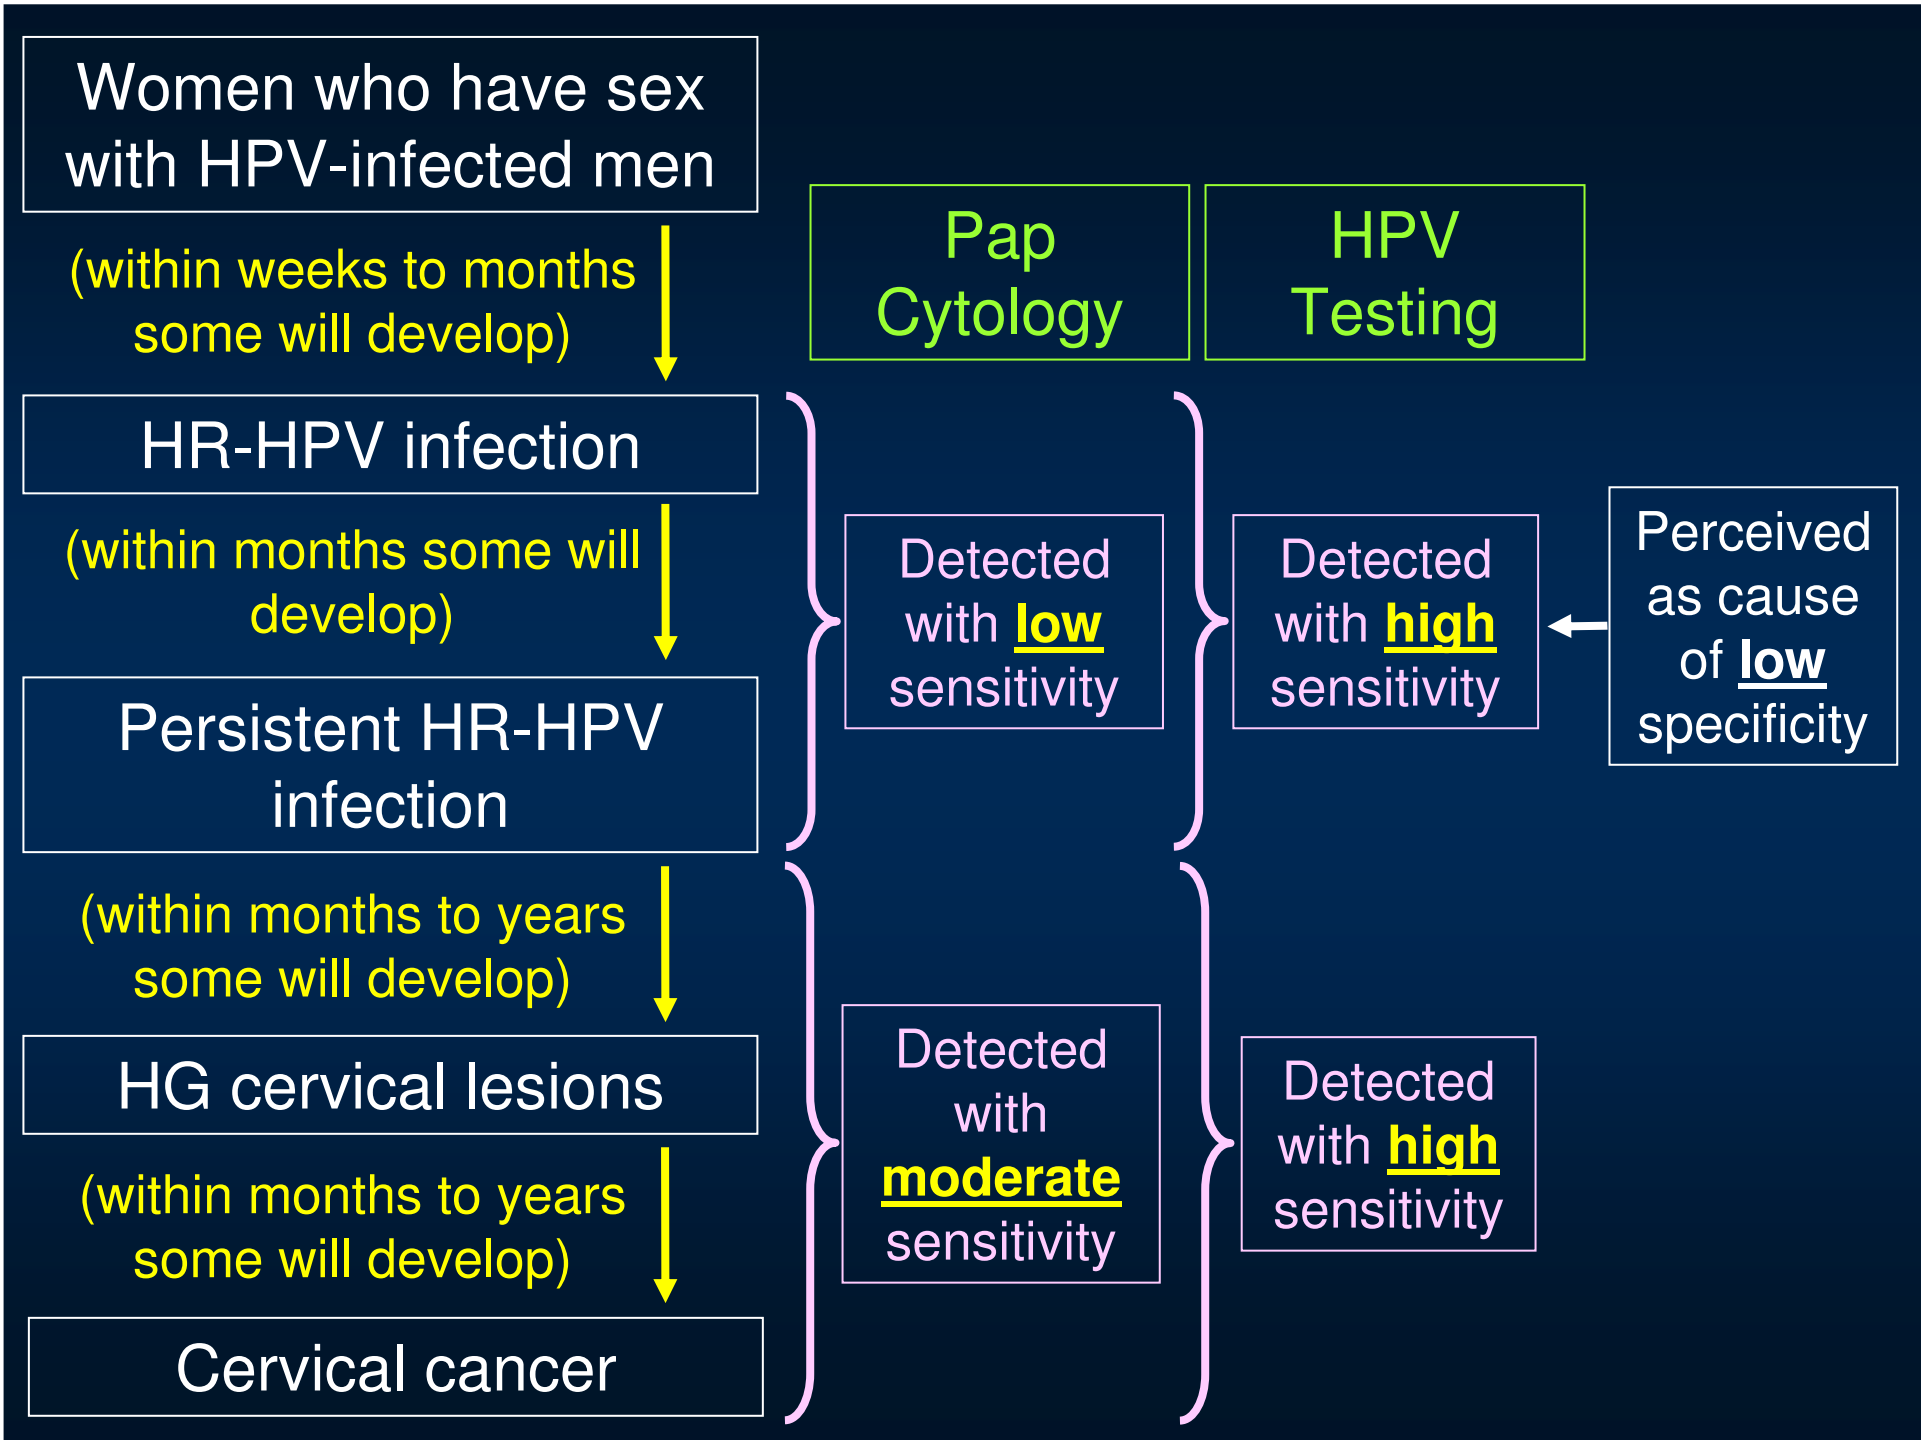 Women who have sex
with HPV-infected men
(within weeks to months
some will develop)
HR-HPV infection
(within months some will
develop)
Persistent HR-HPV
infection
(within months to years
some will develop)
HG cervical lesions
(within months to years
some will develop)
Cervical cancer
Pap
Cytology
Detected
with low
sensitivity
Detected
with
moderate
sensitivity
HPV
Testing
Detected
with high
sensitivity
Detected
with high
sensitivity
Perceived
as cause
of low
specificity